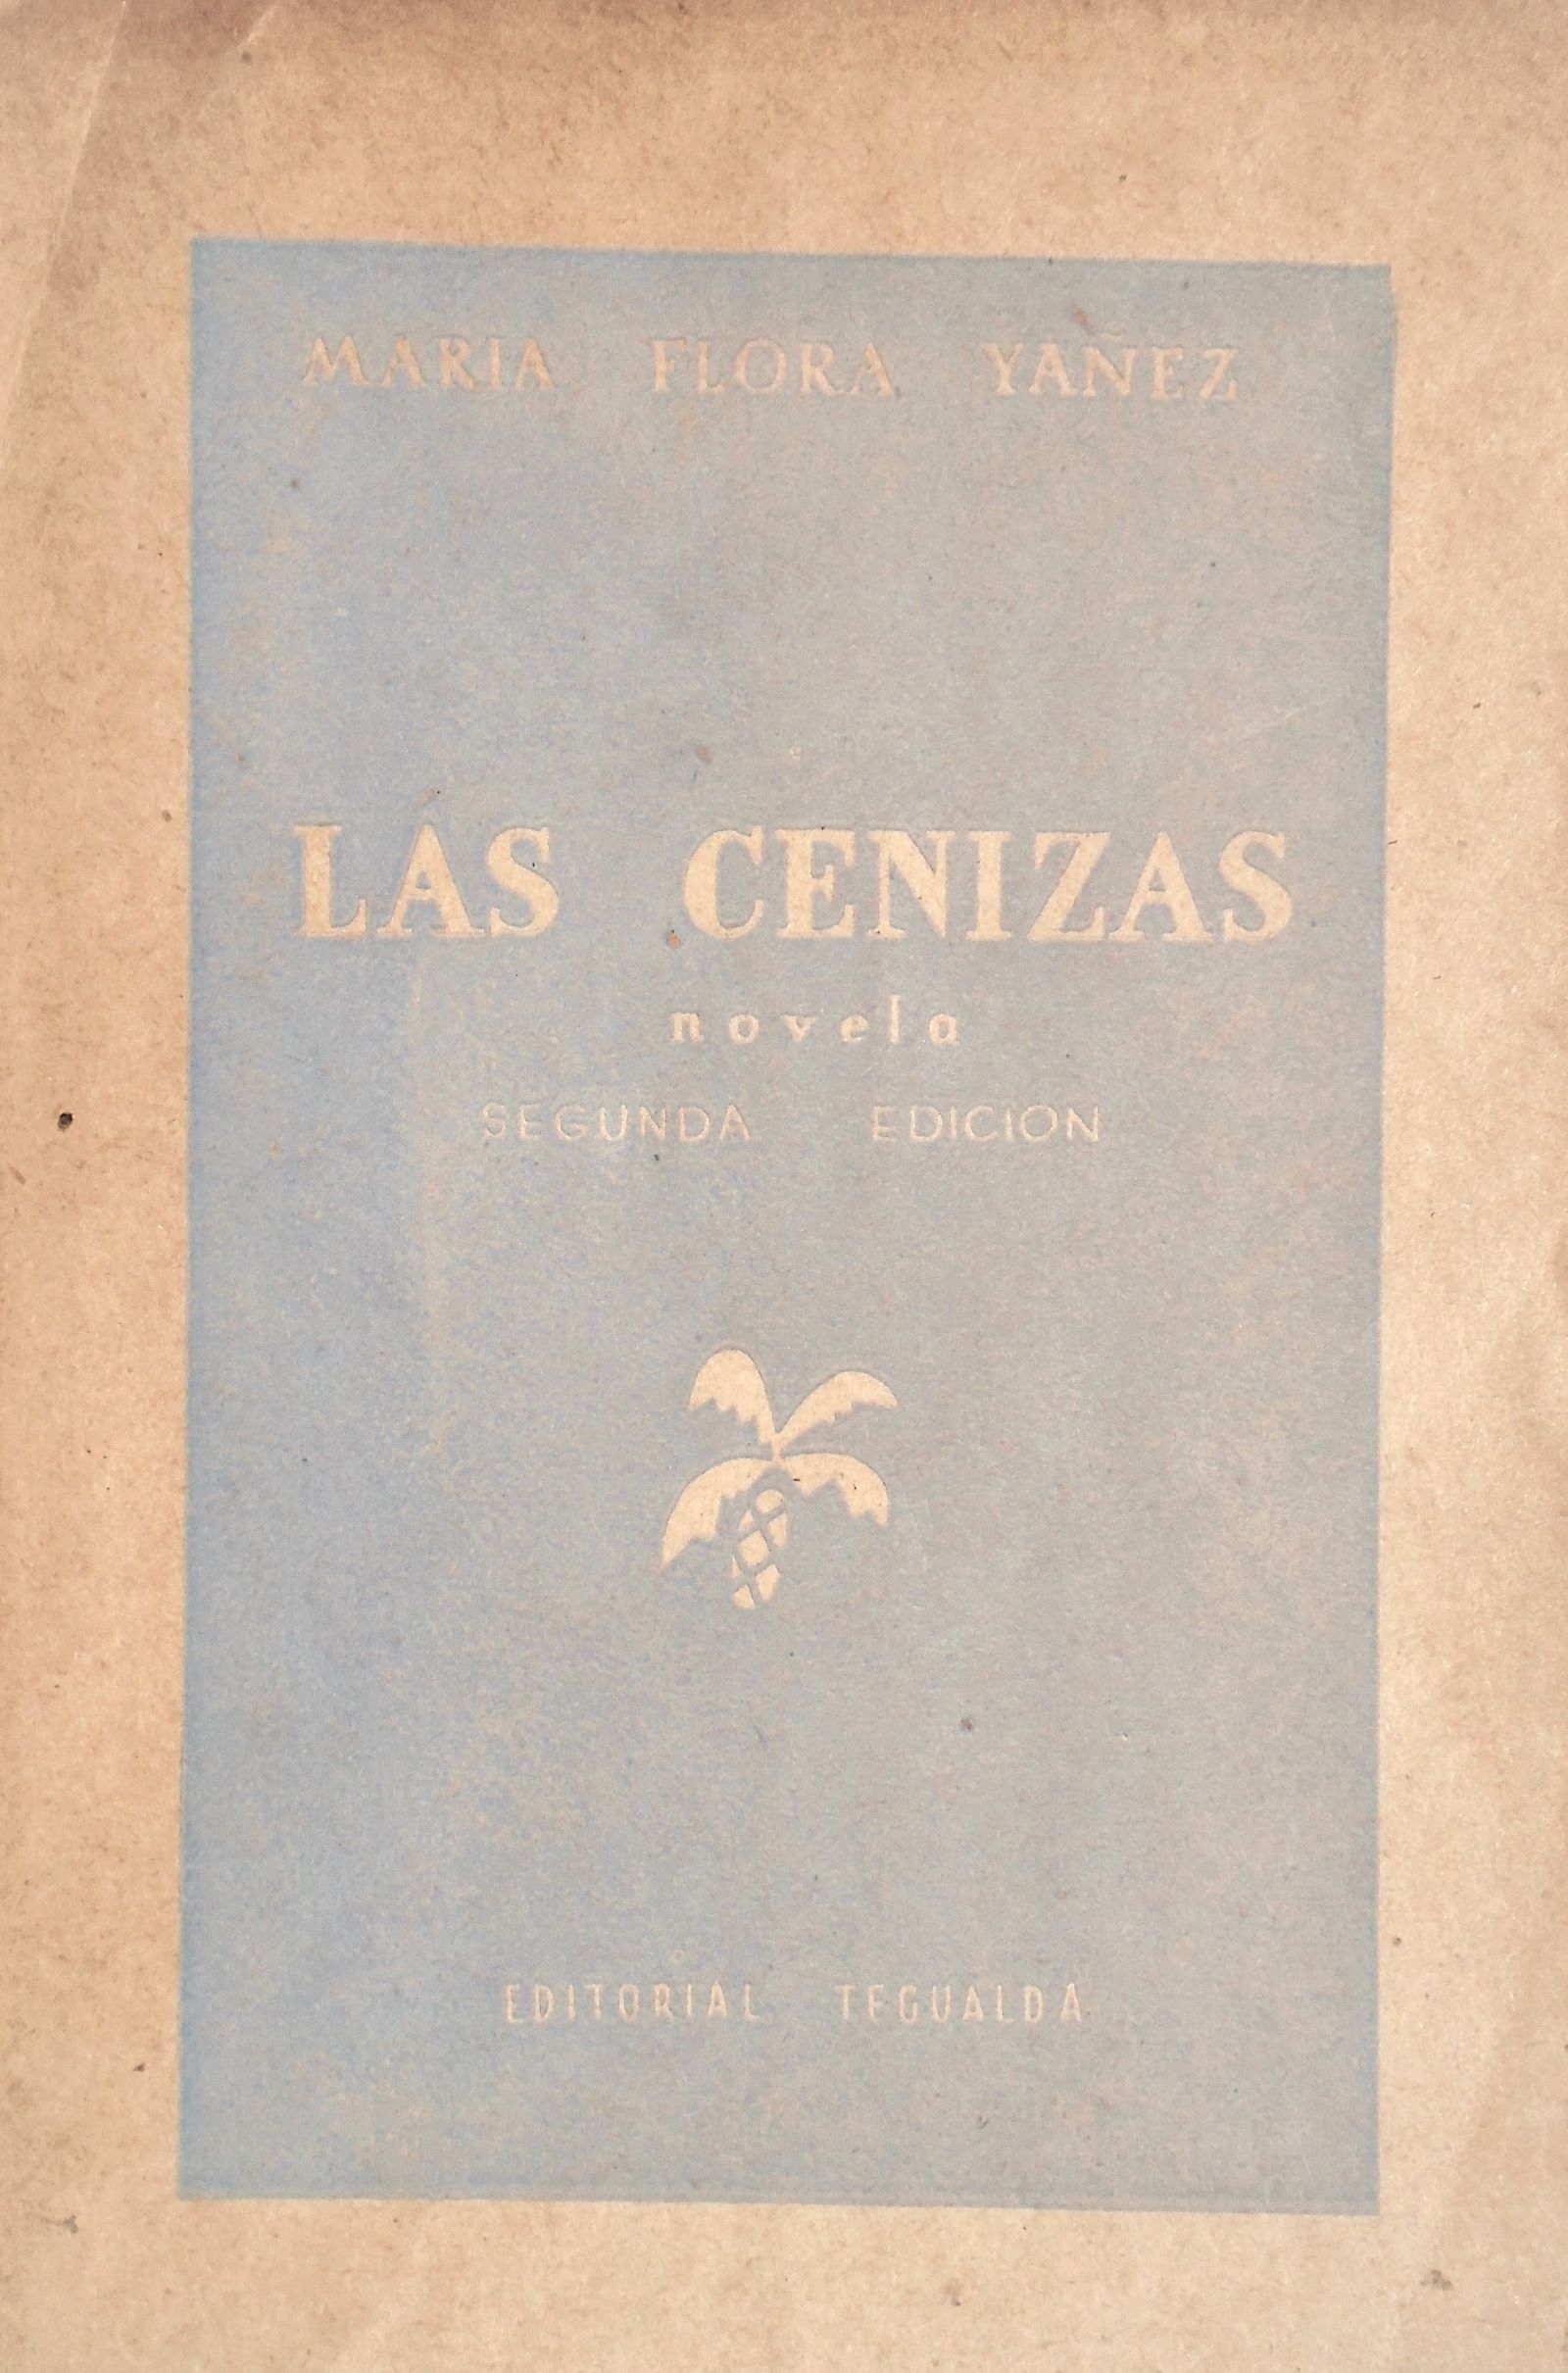 MARIA FLORA YAÑEZ
LAS CENIZAS
novela
SEGUNDA EDICION
EDITORIAL TEGUALDA